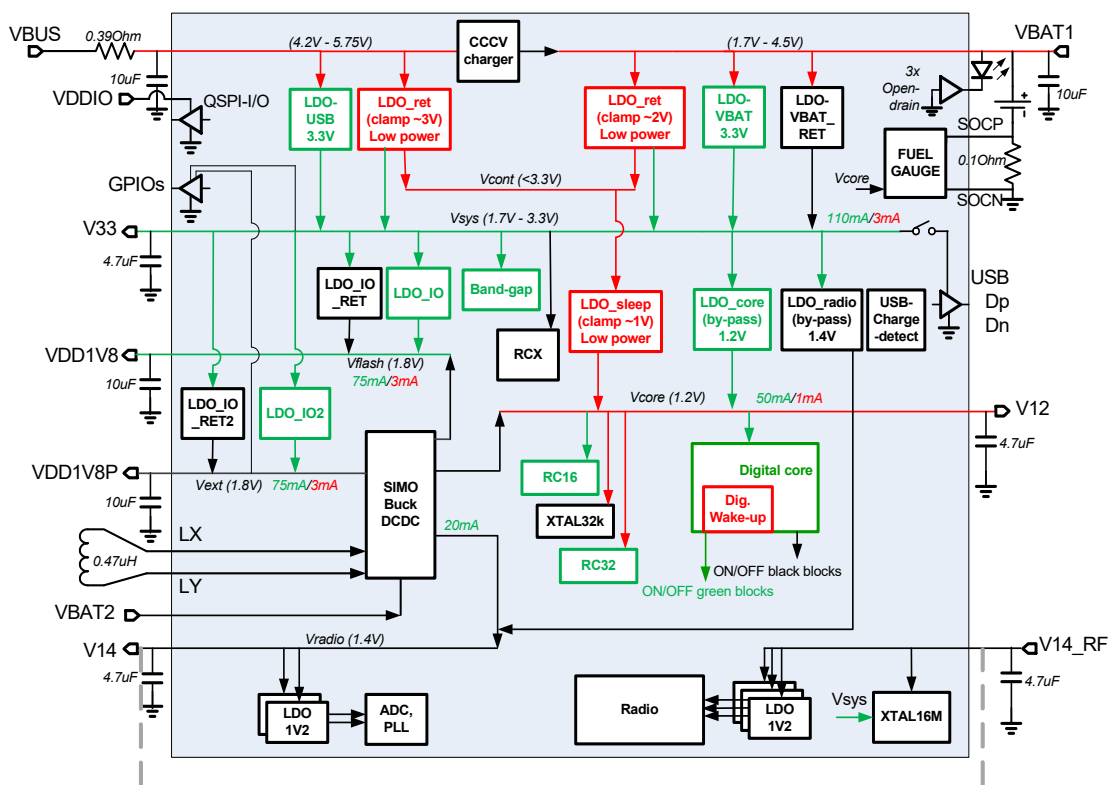 VBUS
0.39Ohm
(4.2V - 5.75V)
CCCV
charger
(1.7V - 4.5V)
VBAT1
10uF
VDDIO
QSPI-I/O
LDO-
USB
3.3V
LDO_ret
(clamp ~3V)
Low power
LDO_ret
(clamp ~2V)
Low power
LDO-
VBAT
3.3V
LDO-
VBAT_
RET
3x
Open-
drain
+
10uF
SOCP
FUEL
GAUGE
0.1Ohm
Vcore
SOCN
GPIOs
Vcont (<3.3V)
V33
Vsys (1.7V - 3.3V)
110mA/3mA
4.7uF
LDO_IO
_RET
LDO_IO
Band-gap
RCX
LDO_sleep
(clamp ~1V)
Low power
LDO_core
(by-pass)
1.2V
LDO_radio
(by-pass)
1.4V
USB-
Charge
-detect
USB
Dp
Dn
VDD1V8
Vflash (1.8V)
75mA/3mA
10uF
LDO_IO
_RET2
LDO_IO2
Vcore (1.2V)
50mA/1mA
V12
4.7uF
VDD1V8P
Vext (1.8V)
75mA/3mA
10uF
SIMO
Buck
DCDC
20mA
RC16
XTAL32k
RC32
Digital core
Dig.
Wake-up
ON/OFF black blocks
ON/OFF green blocks
LX
0.47uH
LY
VBAT2
V14
Vradio (1.4V)
V14_RF
4.7uF
LDO
1V2
ADC,
PLL
Radio
LDO
1V2
Vsys
XTAL16M
4.7uF